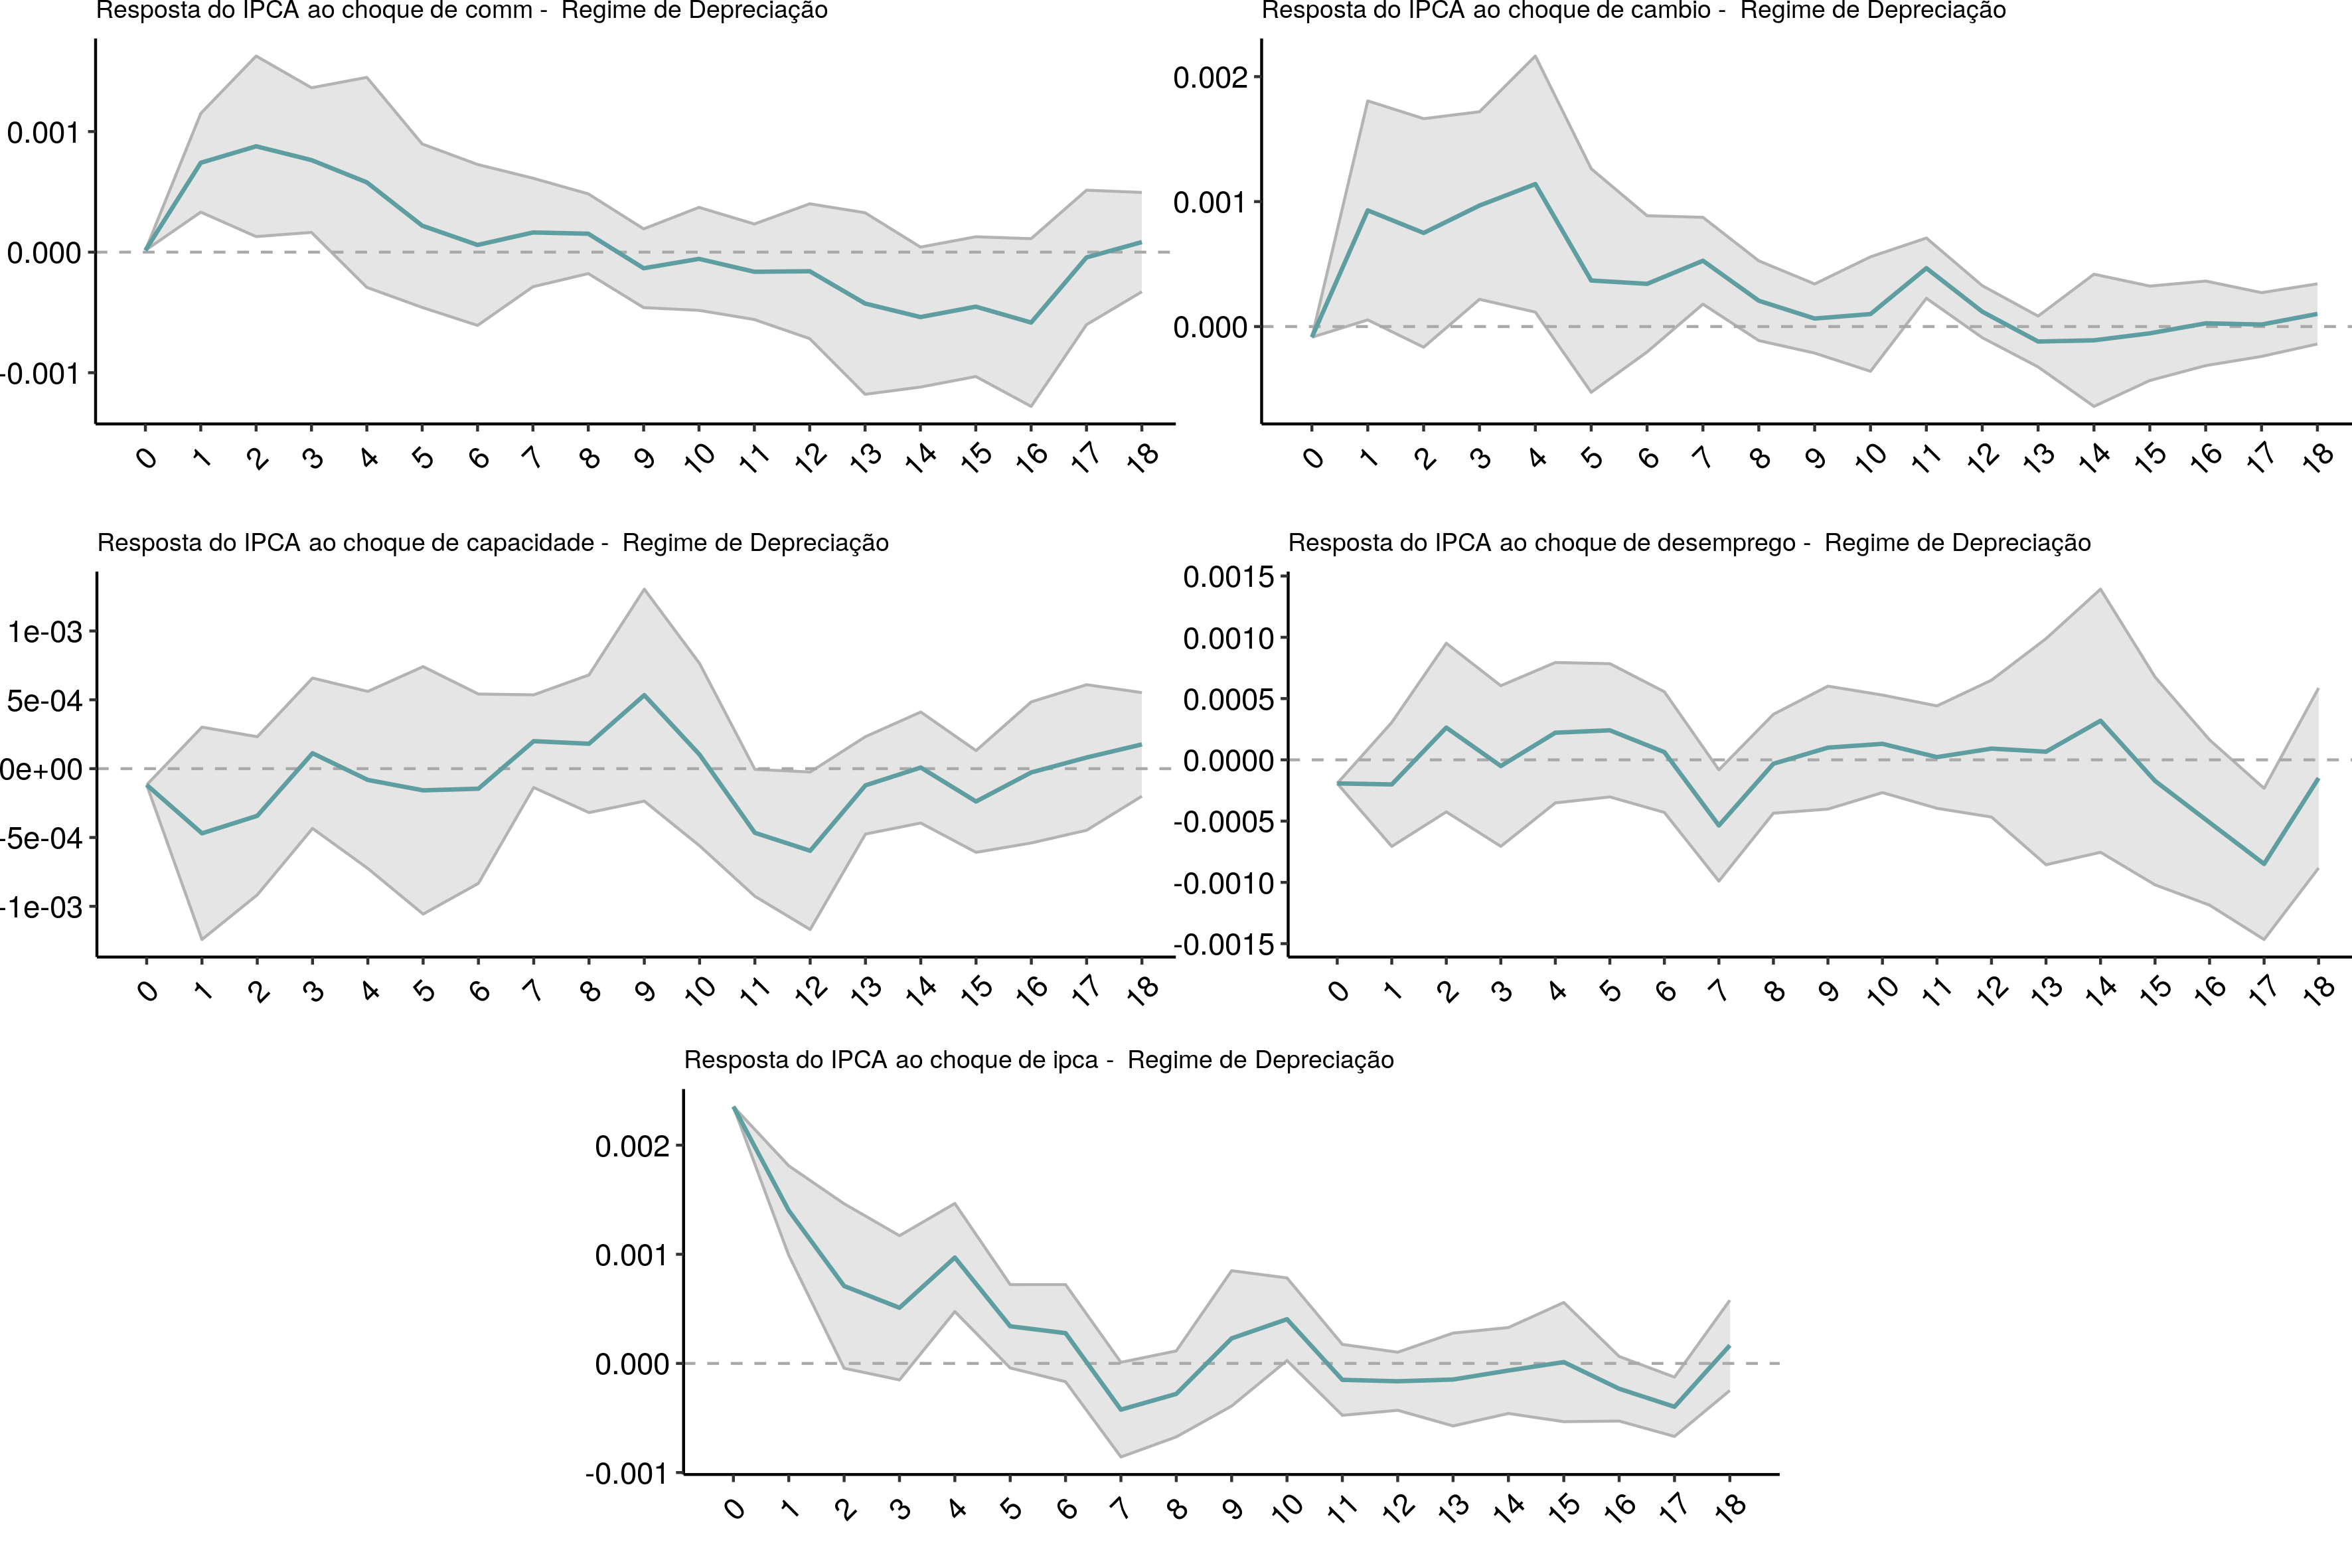 Resposta do IPCA ao choque de comm -  Regime de Depreciação
0.001
0.000
-0.001
0 1 2 3 4 5 6 7 8 9 10 11 12 13 14 15 16 17 18
Resposta do IPCA ao choque de cambio -  Regime de Depreciação
0.002
0.001
0.000
0 1 2 3 4 5 6 7 8 9 10 11 12 13 14 15 16 17 18
Resposta do IPCA ao choque de capacidade -  Regime de Depreciação
1e-03
5e-04
0e+00
-5e-04
-1e-03
0 1 2 3 4 5 6 7 8 9 10 11 12 13 14 15 16 17 18
Resposta do IPCA ao choque de desemprego -  Regime de Depreciação
0.0015
0.0010
0.0005
0.0000
-0.0005
-0.0010
-0.0015
0 1 2 3 4 5 6 7 8 9 10 11 12 13 14 15 16 17 18
Resposta do IPCA ao choque de ipca -  Regime de Depreciação
0.002
0.001
0.000
-0.001
0 1 2 3 4 5 6 7 8 9 10 11 12 13 14 15 16 17 18